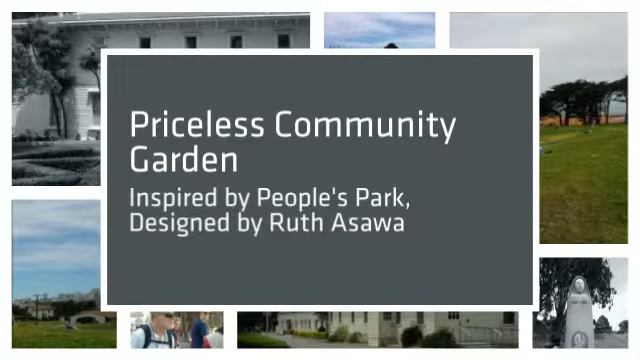 Priceless Community
Garden
Inspired by People's Park,
Designed by Ruth Asawa